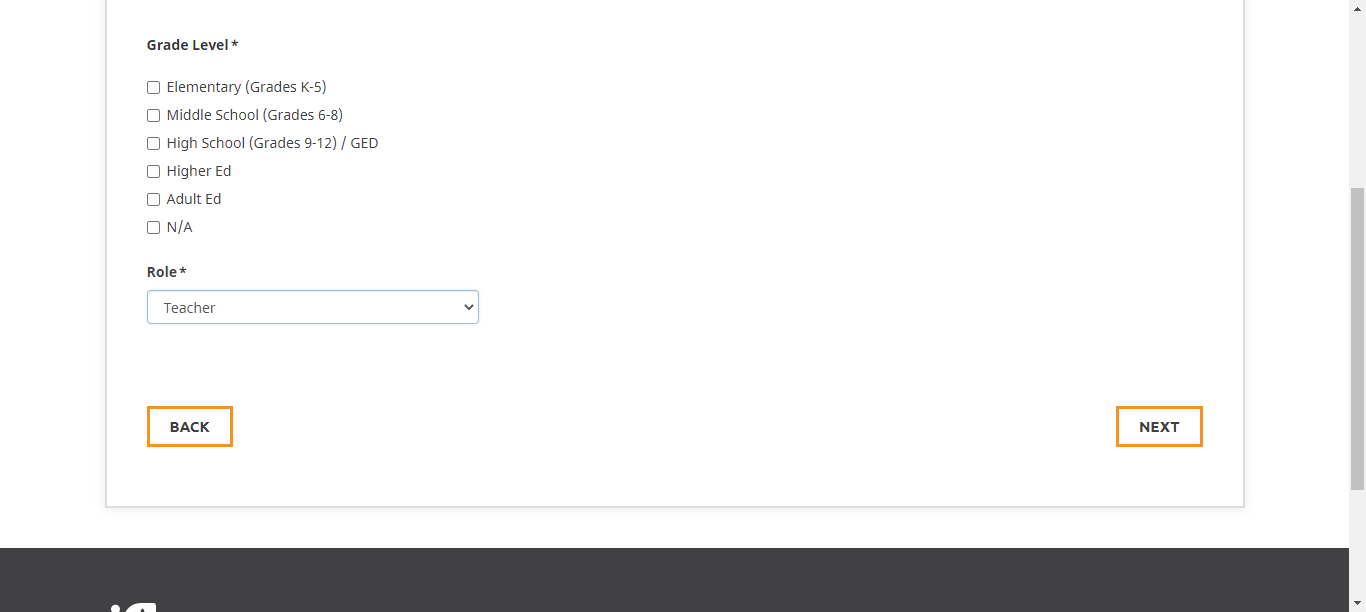 Grade Level*
Elementary (Grades K-5)
Middle School (Grades 6-8)
High School (Grades 9-12) / GED
Higher Ed
Adult Ed
N/A
Role*
Teacher
BACK
NEXT